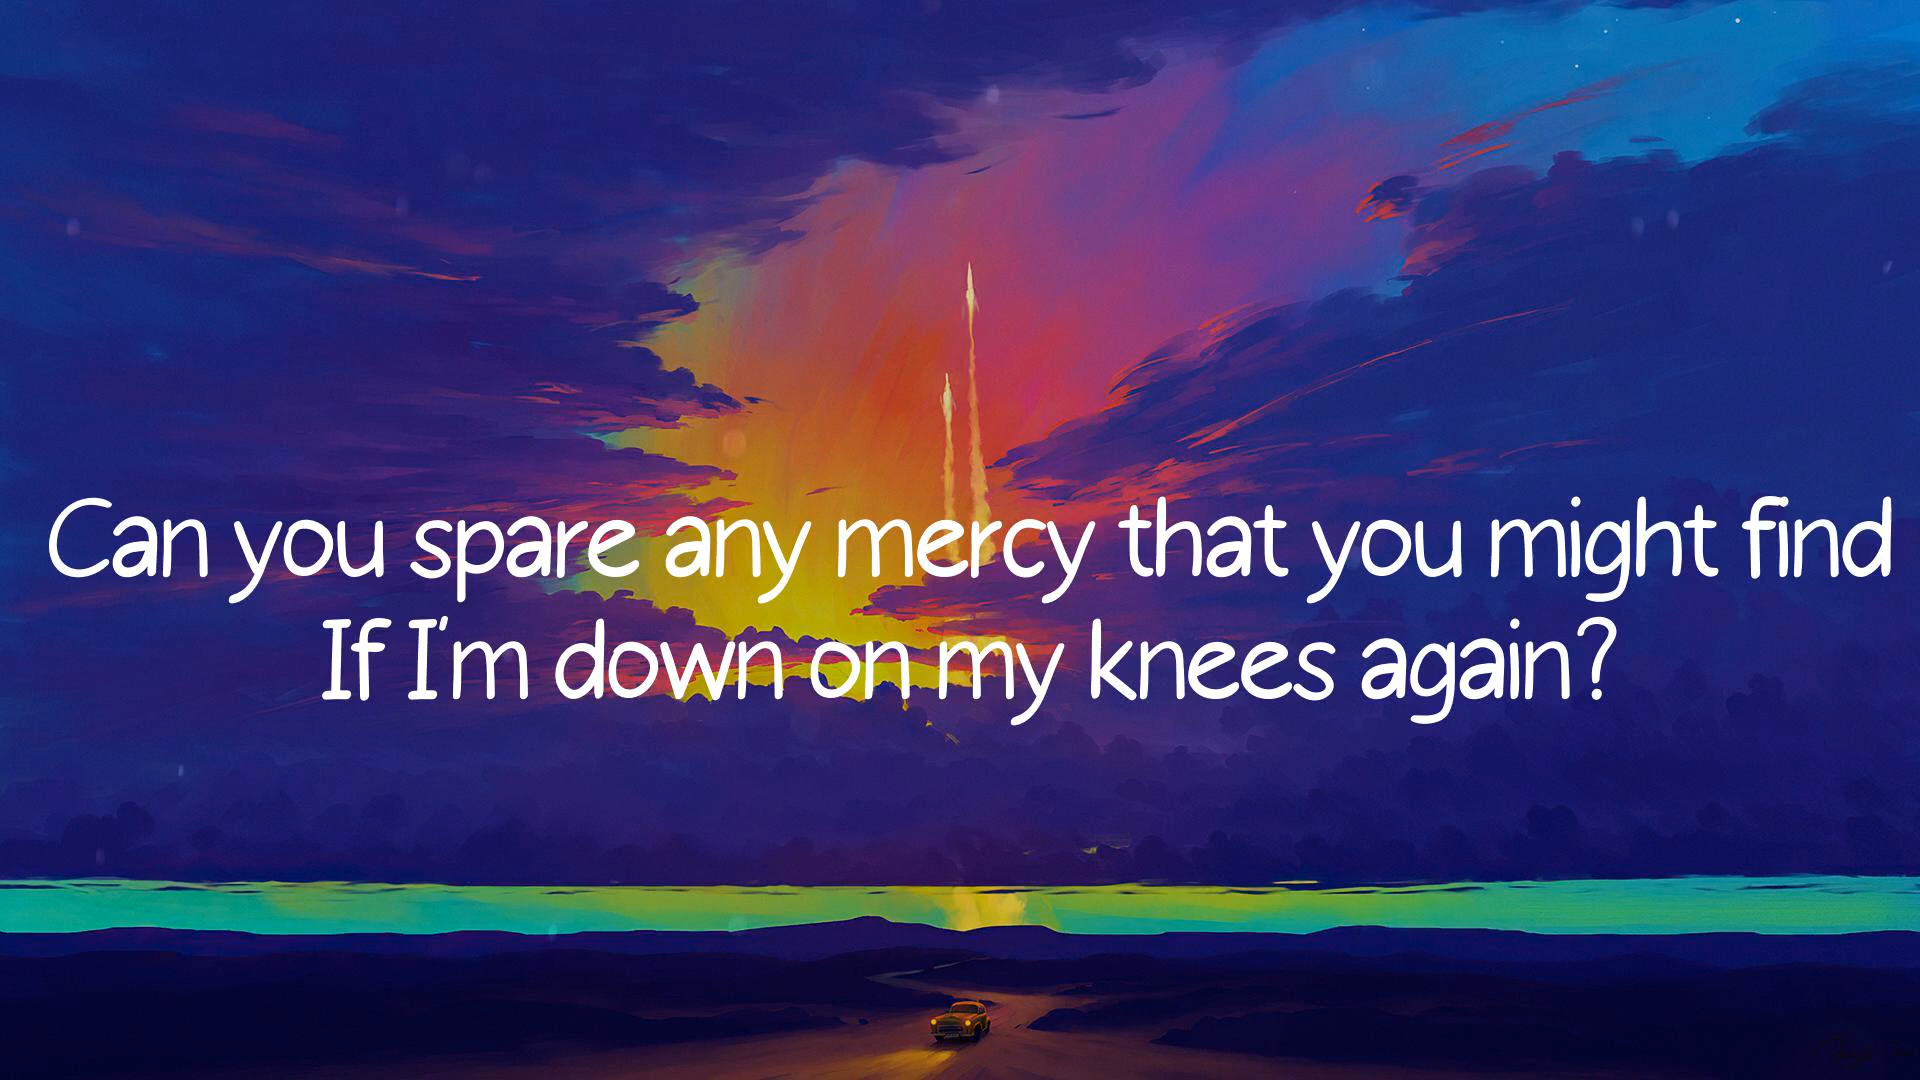 Can you spare any mercy that you might find
If I'm down on my knees again?